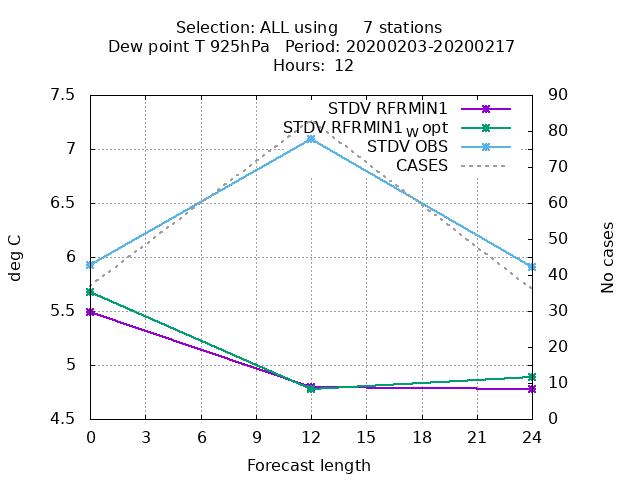 Selection: ALL using     7 stations
Dew point T 925hPa   Period: 20200203-20200217
Hours:  12
STDV RFRMIN1
STDV RFRMIN1 w opt
STDV OBS
CASES
7.5
7
6.5
6
5.5
5
4.5
deg C
90
80
70
60
50
40
30
20
10
0
No cases
0 3 6 9 12 15 18 21 24
Forecast length